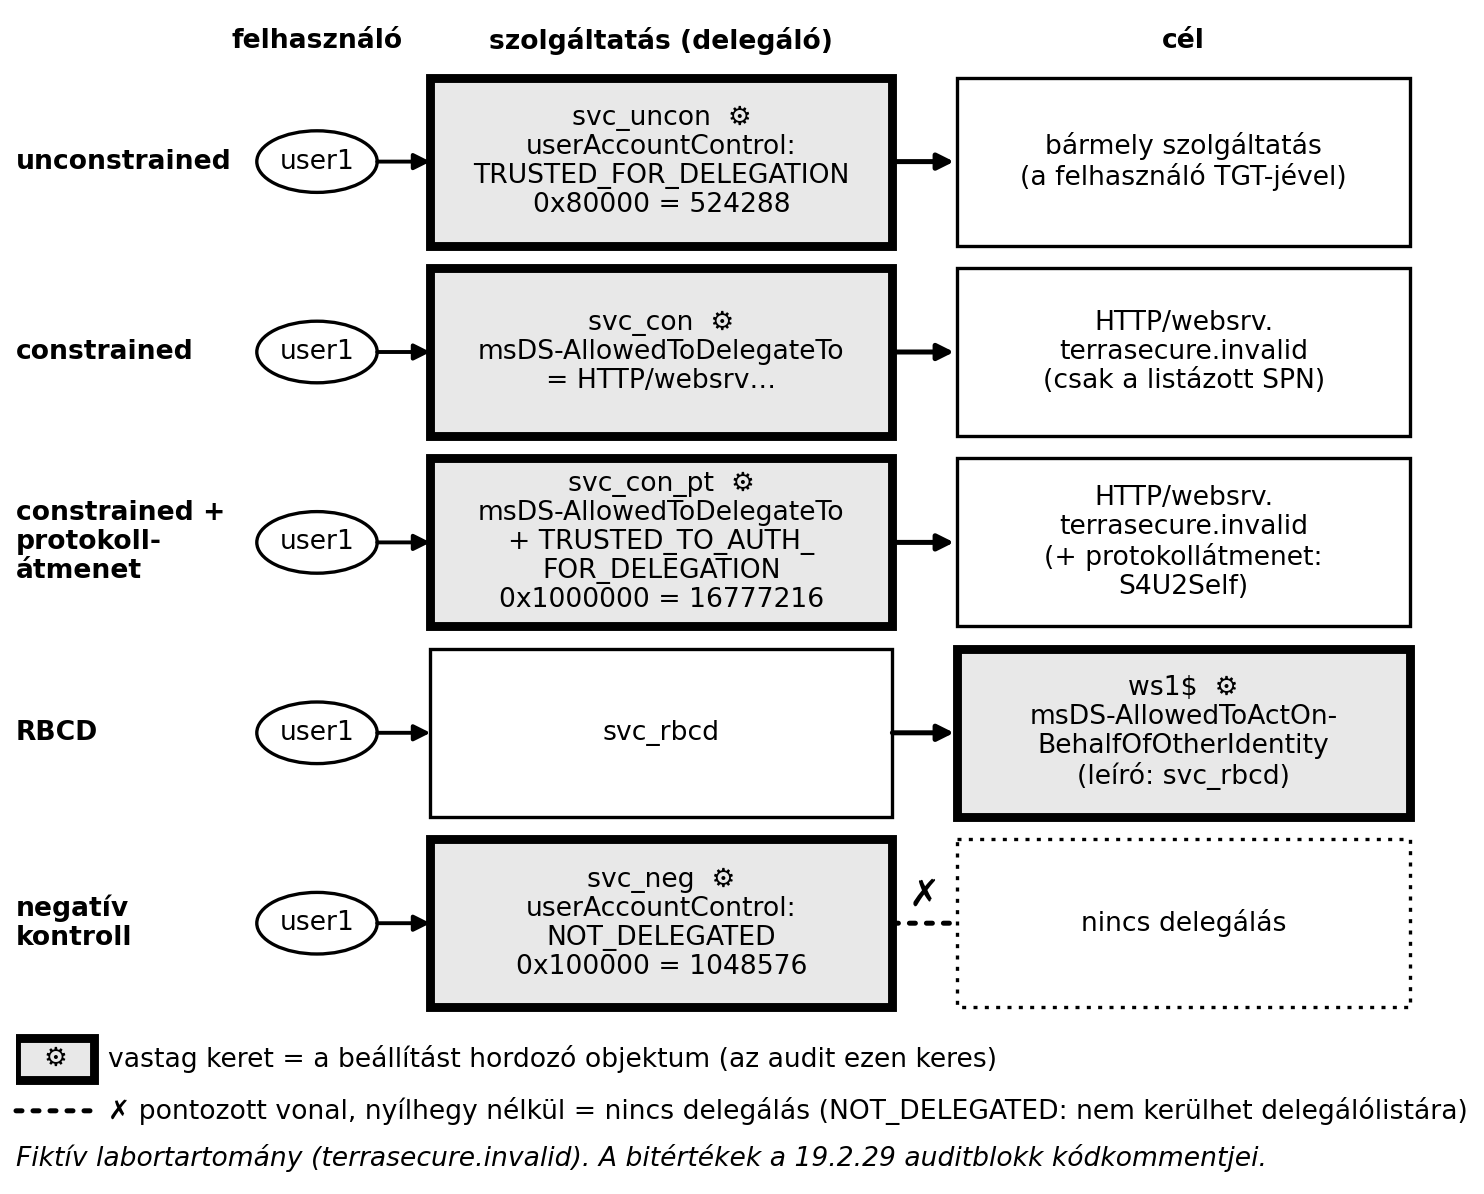 felhasználó szolgáltatás (delegáló) cél
unconstrained
user1
svc_uncon ⚙
userAccountControl:
TRUSTED_FOR_DELEGATION
0x80000 = 524288
bármely szolgáltatás
(a felhasználó TGT-jével)
constrained
user1
svc_con ⚙
msDS-AllowedToDelegateTo
= HTTP/websrv…
HTTP/websrv.
terrasecure.invalid
(csak a listázott SPN)
constrained +
protokoll-
átmenet
user1
svc_con_pt ⚙
msDS-AllowedToDelegateTo
+ TRUSTED_TO_AUTH_
FOR_DELEGATION
0x1000000 = 16777216
HTTP/websrv.
terrasecure.invalid
(+ protokollátmenet:
S4U2Self)
RBCD
user1
svc_rbcd
ws1$ ⚙
msDS-AllowedToActOn-
BehalfOfOtherIdentity
(leíró: svc_rbcd)
negatív
kontroll
user1
svc_neg ⚙
userAccountControl:
NOT_DELEGATED
0x100000 = 1048576
✗
nincs delegálás
⚙ vastag keret = a beállítást hordozó objektum (az audit ezen keres)
✗ pontozott vonal, nyílhegy nélkül = nincs delegálás (NOT_DELEGATED: nem kerülhet delegálólistára)
Fiktív labortartomány (terrasecure.invalid). A bitértékek a 19.2.29 auditblokk kódkommentjei.